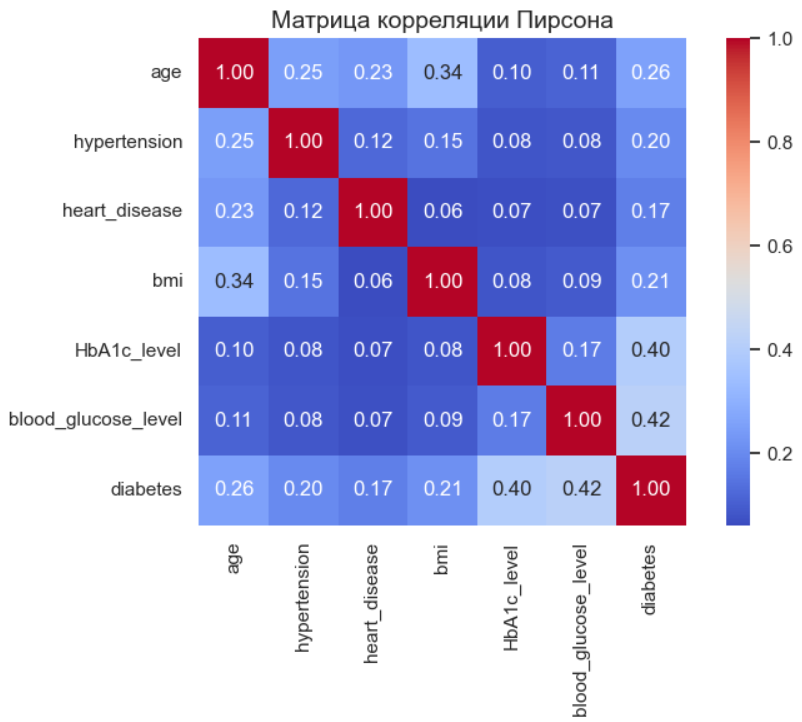 Матрица корреляции Пирсона
age 1.00 0.25 0.23 0.34 0.10 0.11 0.26
hypertension 0.25 1.00 0.12 0.15 0.08 0.08 0.20
heart_disease 0.23 0.12 1.00 0.06 0.07 0.07 0.17
bmi 0.34 0.15 0.06 1.00 0.08 0.09 0.21
HbA1c_level 0.10 0.08 0.07 0.08 1.00 0.17 0.40
blood_glucose_level 0.11 0.08 0.07 0.09 0.17 1.00 0.42
diabetes 0.26 0.20 0.17 0.21 0.40 0.42 1.00
age hypertension heart_disease bmi HbA1c_level blood_glucose_level diabetes
1.0
0.8
0.6
0.4
0.2